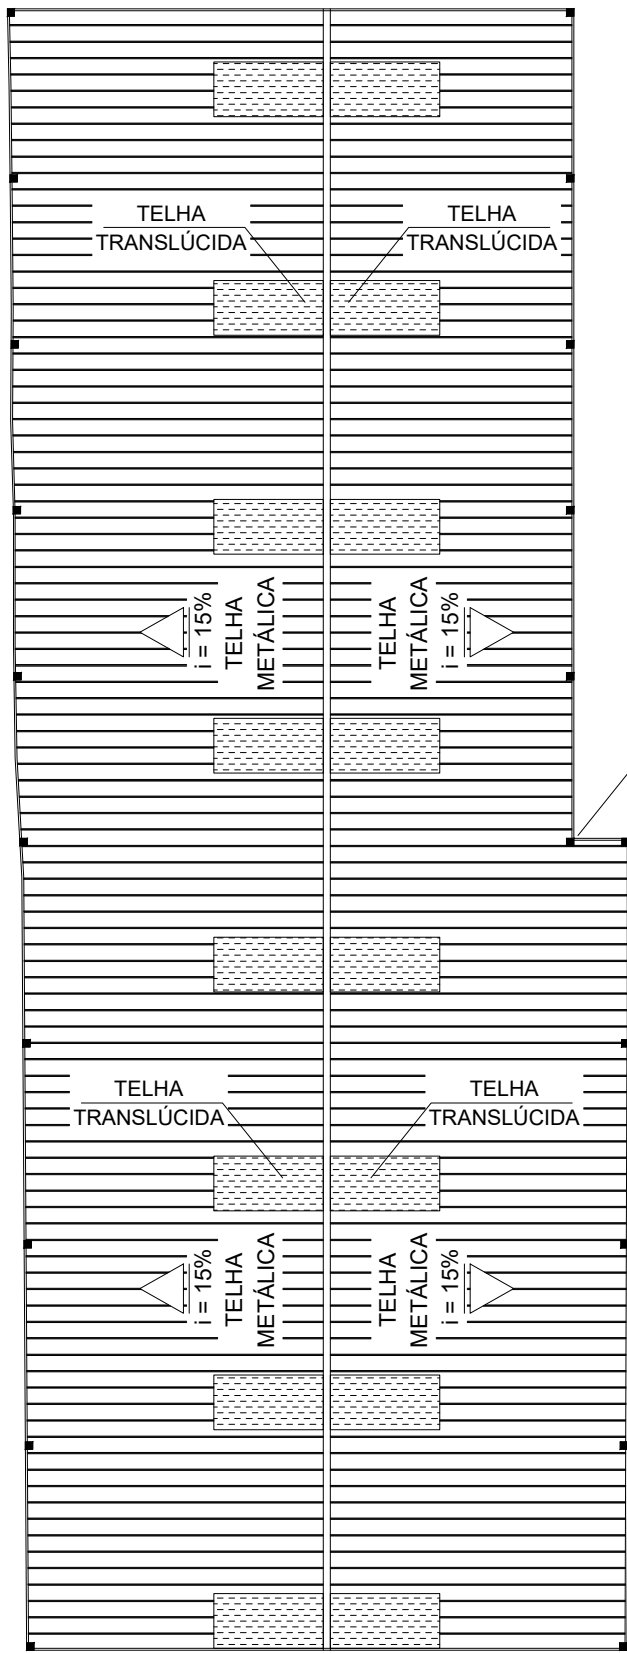 TELHA
TRANSLÚCIDA
TELHA
TRANSLÚCIDA
i = 15%
TELHA
METÁLICA
TELHA
METÁLICA
i = 15%
TELHA
TRANSLÚCIDA
TELHA
TRANSLÚCIDA
i = 15%
TELHA
METÁLICA
TELHA
METÁLICA
i = 15%